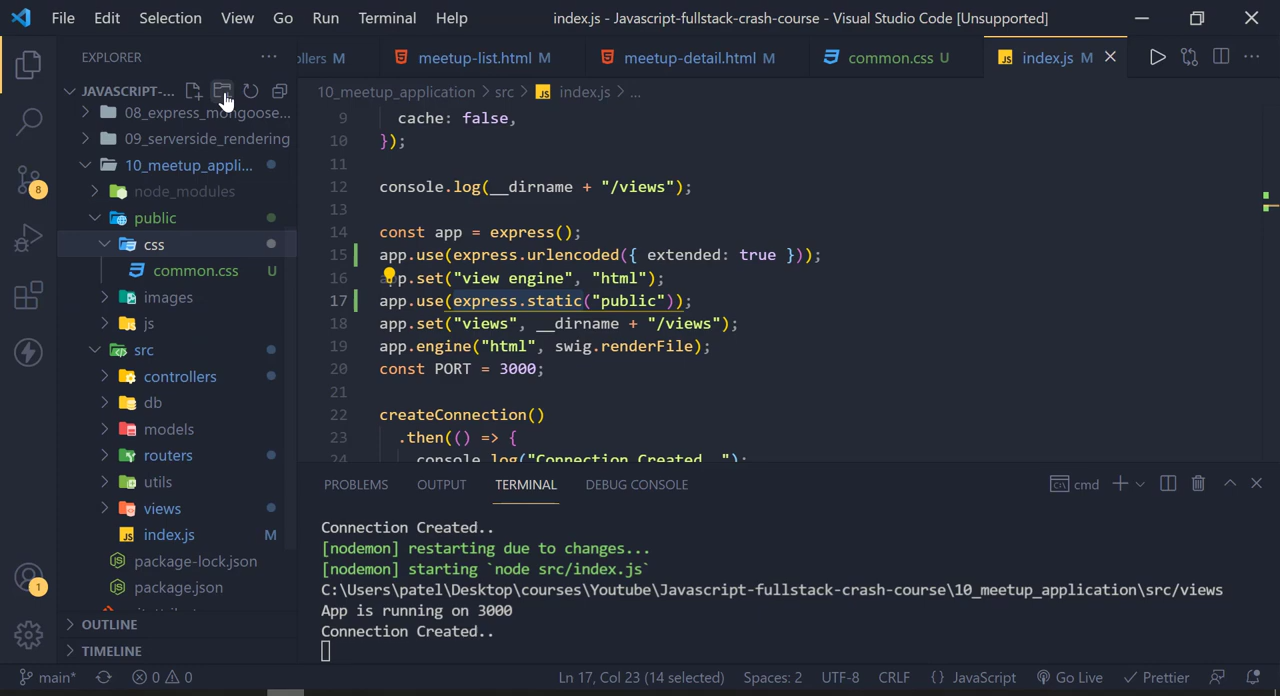 File Edit Selection View Go Run Terminal Help
index.js - Javascript-fullstack-crash-course - Visual Studio Code [Unsupported]
EXPLORER
llers M
meetup-list.html M
meetup-detail.html M
common.css U
index.js M
JAVASCRIPT-...
10_meetup_application > src > index.js > ...
08_express_mongoose...
09_serverside_rendering
10_meetup_appli...
node_modules
public
css
common.css U
images
js
src
controllers
db
models
routers
utils
views
index.js M
package-lock.json
package.json
OUTLINE
TIMELINE
8
1
9 cache: false,
10 });
11
12 console.log(__dirname + "/views");
13
14 const app = express();
15 app.use(express.urlencoded({ extended: true }));
16 app.set("view engine", "html");
17 app.use(express.static("public"));
18 app.set("views", __dirname + "/views");
19 app.engine("html", swig.renderFile);
20 const PORT = 3000;
21
22 createConnection()
23 .then(() => {
24 console.log("Connection Created..");
PROBLEMS OUTPUT TERMINAL DEBUG CONSOLE
cmd
Connection Created..
[nodemon] restarting due to changes...
[nodemon] starting `node src/index.js`
C:\Users\patel\Desktop\courses\Youtube\Javascript-fullstack-crash-course\10_meetup_application\src/views
App is running on 3000
Connection Created..
main* 0 0 Ln 17, Col 23 (14 selected) Spaces: 2 UTF-8 CRLF {} JavaScript Go Live Prettier